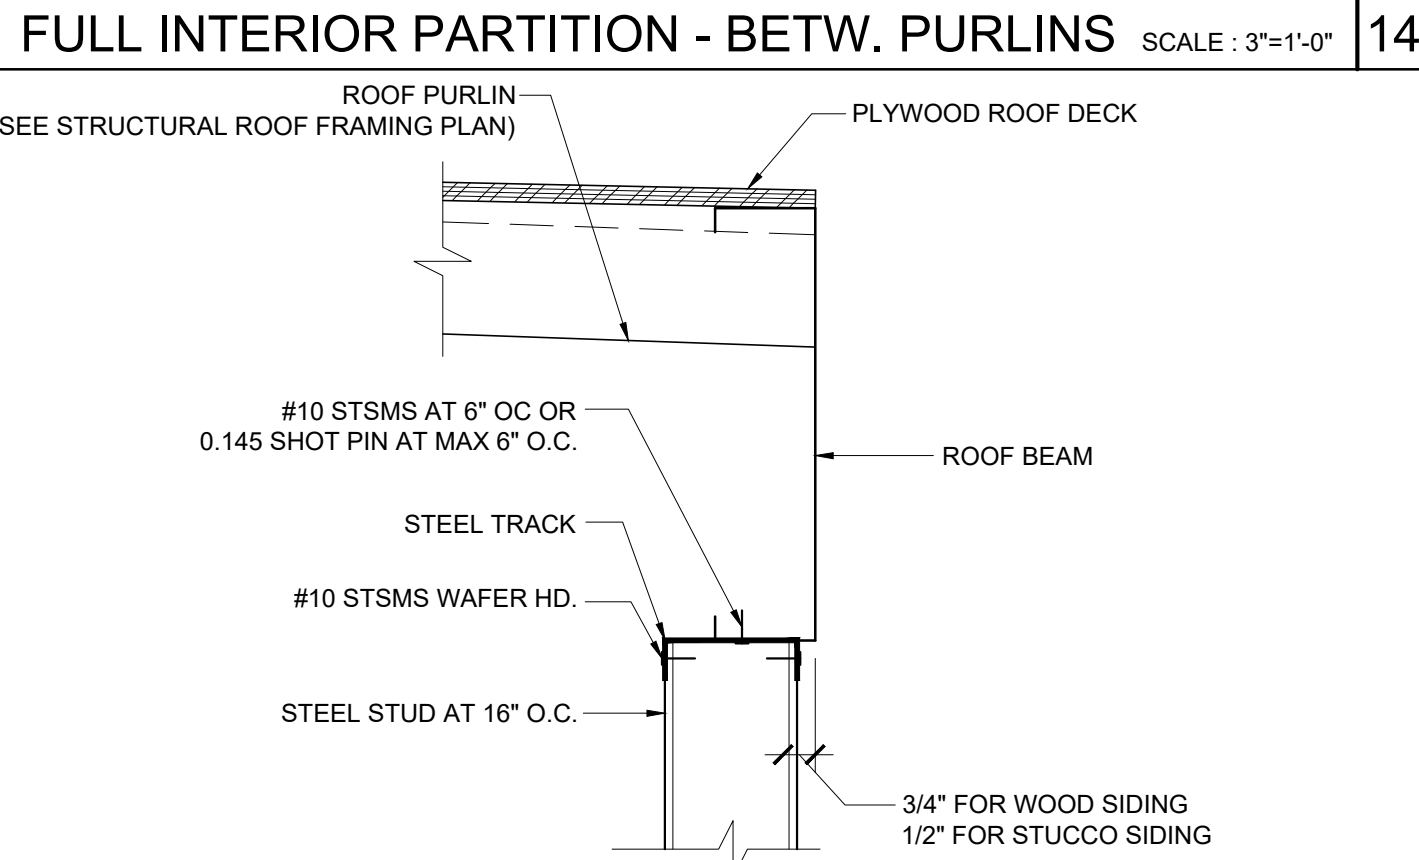 FULL INTERIOR PARTITION - BETW. PURLINS SCALE : 3"=1'-0" 14
ROOF PURLIN
SEE STRUCTURAL ROOF FRAMING PLAN)
PLYWOOD ROOF DECK
#10 STSMS AT 6" OC OR
0.145 SHOT PIN AT MAX 6" O.C.
ROOF BEAM
STEEL TRACK
#10 STSMS WAFER HD.
STEEL STUD AT 16" O.C.
3/4" FOR WOOD SIDING
1/2" FOR STUCCO SIDING